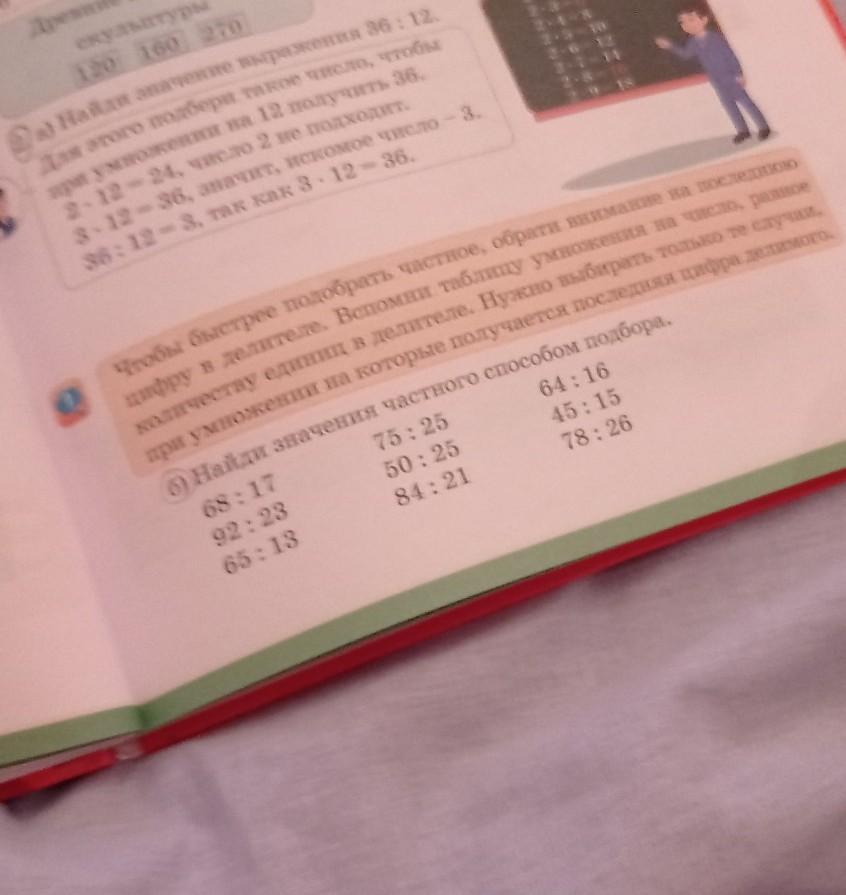 Древние
скульптуры
120 160 270
а) Найди значение выражения 36 : 12.
Для этого подбери такое число, чтобы
при умножении на 12 получить 36.
2 · 12 = 24, число 2 не подходит.
3 · 12 = 36, значит, искомое число – 3.
36 : 12 = 3, так как 3 · 12 = 36.
Чтобы быстрее подобрать частное, обрати внимание на последнюю
цифру в делителе. Вспомни таблицу умножения на число, равное
количеству единиц в делителе. Нужно выбирать только те случаи,
при умножении на которые получается последняя цифра делимого.
б) Найди значения частного способом подбора.
68 : 17 75 : 25 64 : 16
92 : 23 50 : 25 45 : 15
65 : 13 84 : 21 78 : 26